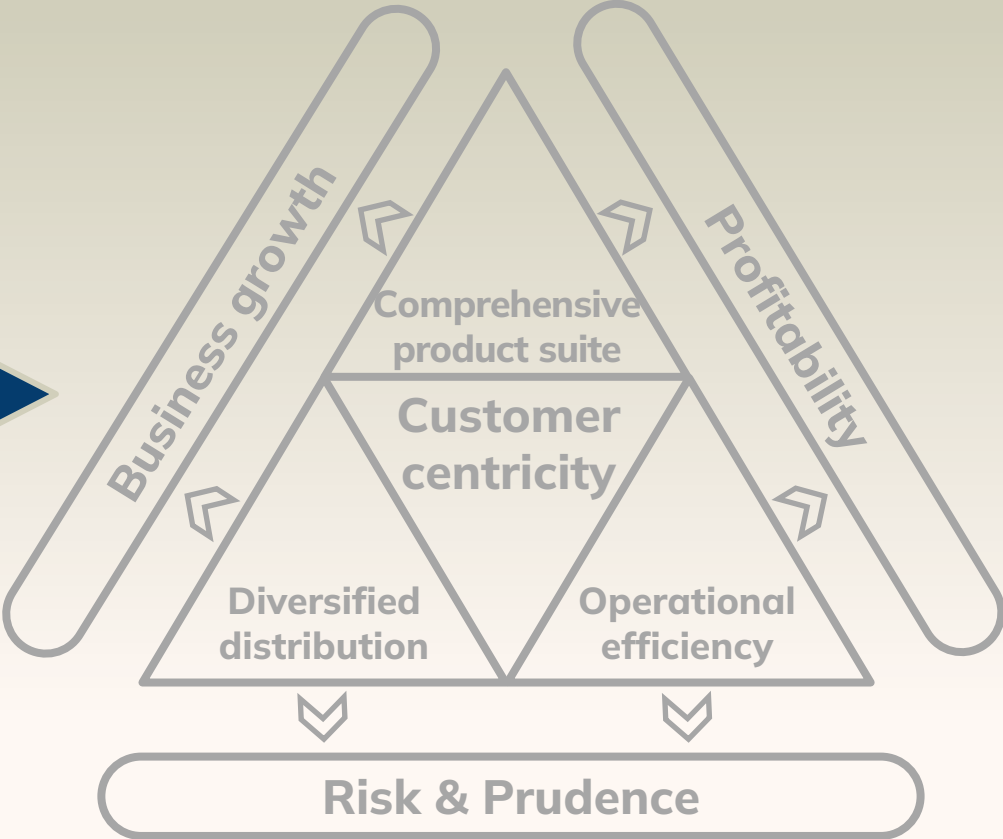 Business growth
Profitability
Comprehensive
product suite
Customer
centricity
Diversified
distribution
Operational
efficiency
Risk & Prudence